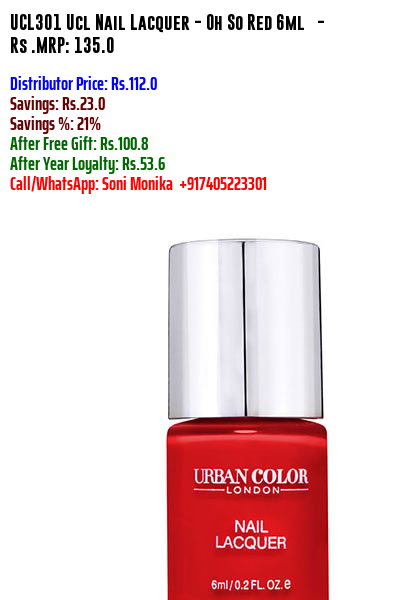 UCL301 Ucl Nail Lacquer - Oh So Red 6ml -
Rs .MRP: 135.0
Distributor Price: Rs.112.0
Savings: Rs.23.0
Savings %: 21%
After Free Gift: Rs.100.8
After Year Loyalty: Rs.53.6
Call/WhatsApp: Soni Monika +917405223301
URBAN COLOR
LONDON
NAIL
LACQUER
6ml/0.2 FL. OZ. e